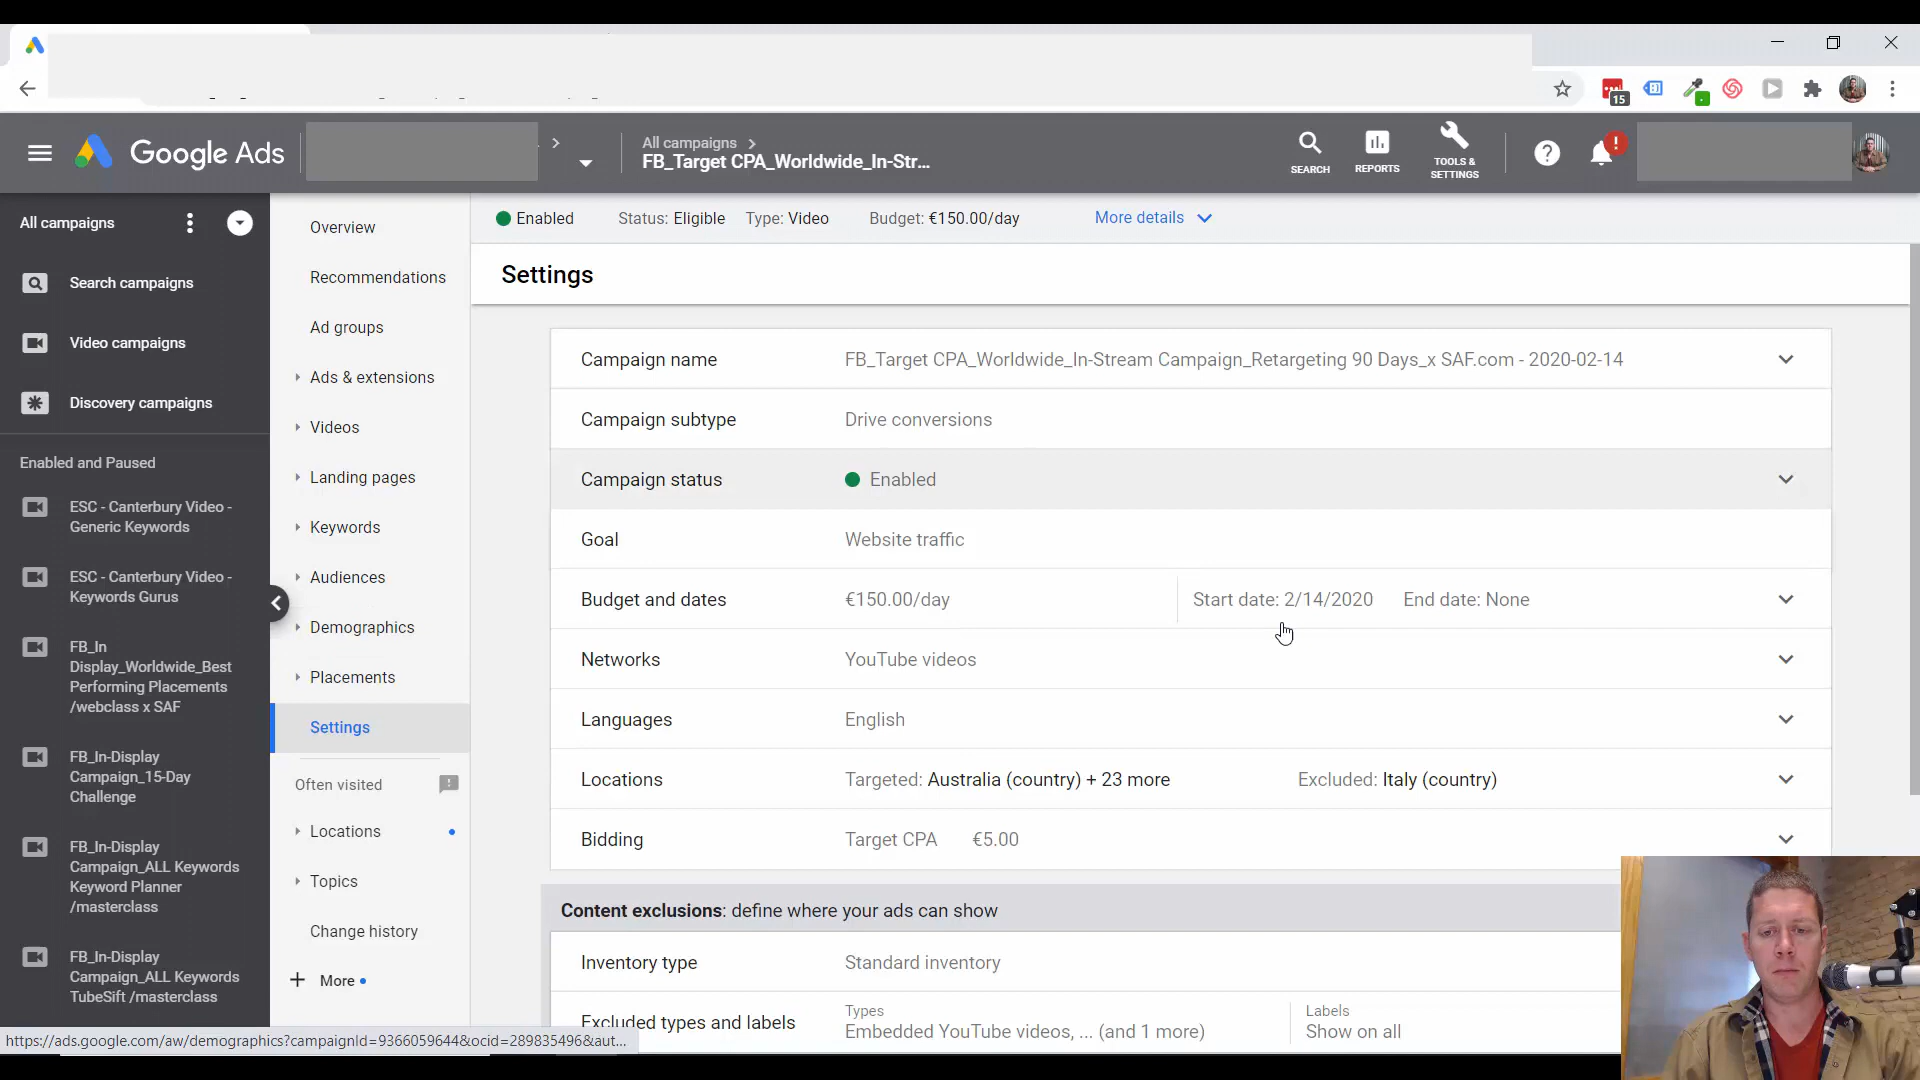 15
Google Ads
All campaigns
FB_Target CPA_Worldwide_In-Str...
SEARCH
REPORTS
TOOLS &
SETTINGS
!
All campaigns
Search campaigns
Video campaigns
Discovery campaigns
Enabled and Paused
ESC - Canterbury Video -
Generic Keywords
ESC - Canterbury Video -
Keywords Gurus
FB_In
Display_Worldwide_Best
Performing Placements
/webclass x SAF
FB_In-Display
Campaign_15-Day
Challenge
FB_In-Display
Campaign_ALL Keywords
Keyword Planner
/masterclass
FB_In-Display
Campaign_ALL Keywords
TubeSift /masterclass
Overview
Recommendations
Ad groups
Ads & extensions
Videos
Landing pages
Keywords
Audiences
Demographics
Placements
Settings
Often visited
Locations
Topics
Change history
+ More
Enabled Status: Eligible Type: Video Budget: €150.00/day More details
Settings
Campaign name FB_Target CPA_Worldwide_In-Stream Campaign_Retargeting 90 Days_x SAF.com - 2020-02-14
Campaign subtype Drive conversions
Campaign status Enabled
Goal Website traffic
Budget and dates €150.00/day Start date: 2/14/2020 End date: None
Networks YouTube videos
Languages English
Locations Targeted: Australia (country) + 23 more Excluded: Italy (country)
Bidding Target CPA €5.00
Content exclusions: define where your ads can show
Inventory type Standard inventory
Excluded types and labels
Types
Embedded YouTube videos, ... (and 1 more)
Labels
Show on all
https://ads.google.com/aw/demographics?campaignId=9366059644&ocid=289835496&aut...